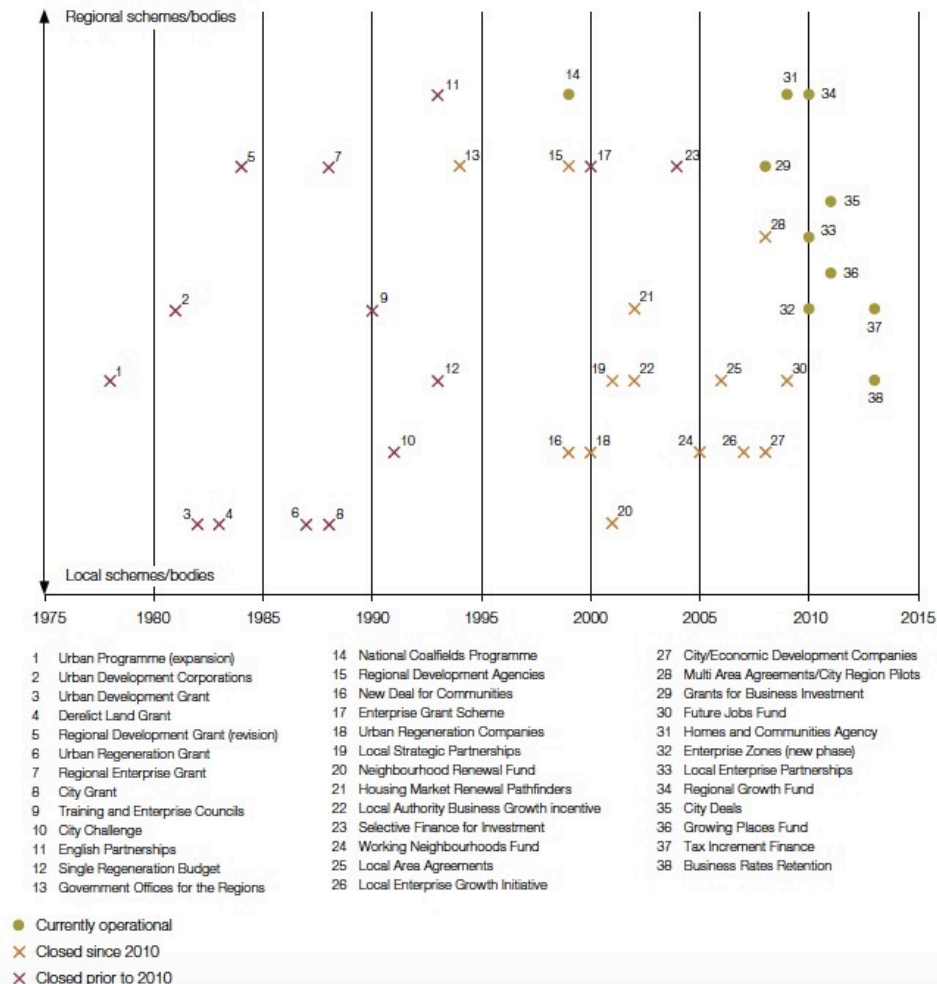 Regional schemes/bodies
11
14
31
34
5
7
13
15
17
23
29
35
28
33
36
2
9
21
32
37
1
12
19
22
25
30
38
10
16
18
24
26
27
3
4
6
8
20
Local schemes/bodies
1975 1980 1985 1990 1995 2000 2005 2010 2015
1 Urban Programme (expansion)
2 Urban Development Corporations
3 Urban Development Grant
4 Derelict Land Grant
5 Regional Development Grant (revision)
6 Urban Regeneration Grant
7 Regional Enterprise Grant
8 City Grant
9 Training and Enterprise Councils
10 City Challenge
11 English Partnerships
12 Single Regeneration Budget
13 Government Offices for the Regions
14 National Coalfields Programme
15 Regional Development Agencies
16 New Deal for Communities
17 Enterprise Grant Scheme
18 Urban Regeneration Companies
19 Local Strategic Partnerships
20 Neighbourhood Renewal Fund
21 Housing Market Renewal Pathfinders
22 Local Authority Business Growth incentive
23 Selective Finance for Investment
24 Working Neighbourhoods Fund
25 Local Area Agreements
26 Local Enterprise Growth Initiative
27 City/Economic Development Companies
28 Multi Area Agreements/City Region Pilots
29 Grants for Business Investment
30 Future Jobs Fund
31 Homes and Communities Agency
32 Enterprise Zones (new phase)
33 Local Enterprise Partnerships
34 Regional Growth Fund
35 City Deals
36 Growing Places Fund
37 Tax Increment Finance
38 Business Rates Retention
Currently operational
Closed since 2010
Closed prior to 2010